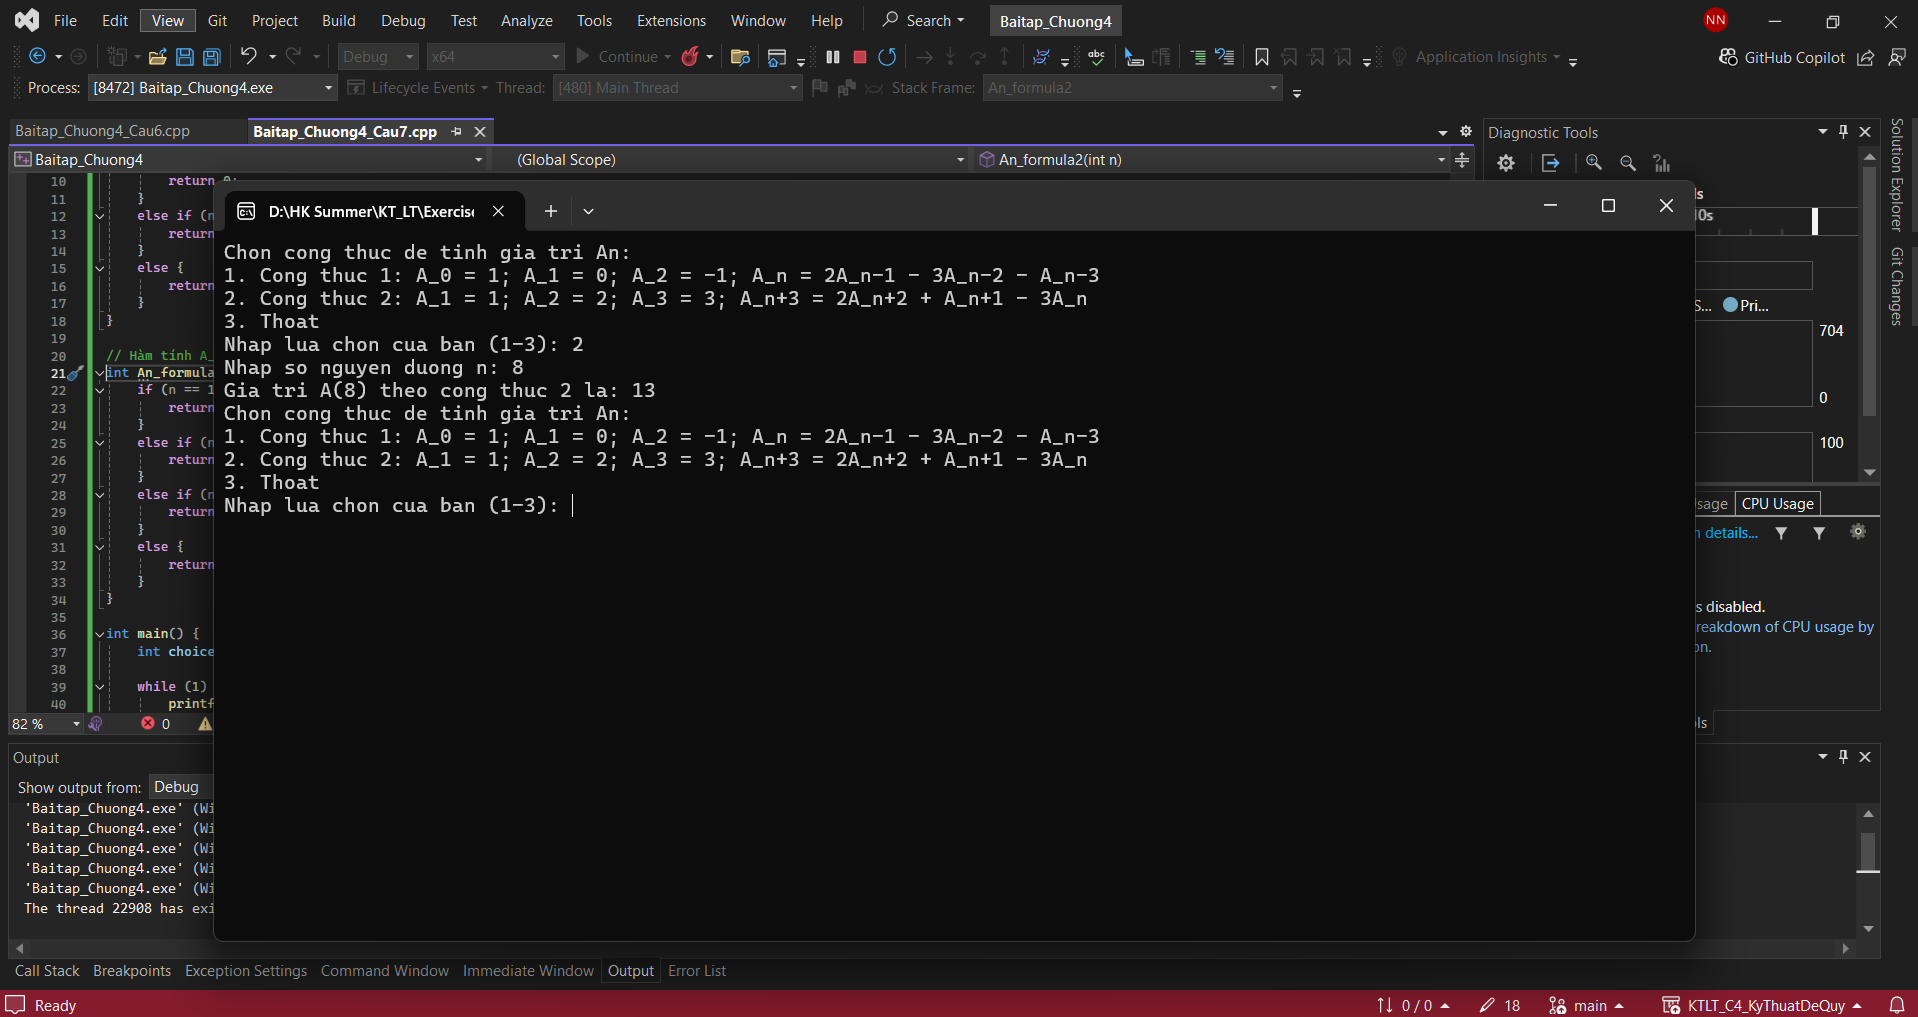 File Edit View Git Project Build Debug Test Analyze Tools Extensions Window Help Search Baitap_Chuong4 NN
Debug x64 Continue Application Insights GitHub Copilot
Process: [8472] Baitap_Chuong4.exe Lifecycle Events Thread: [480] Main Thread Stack Frame: An_formula2
Baitap_Chuong4_Cau6.cpp Baitap_Chuong4_Cau7.cpp
Baitap_Chuong4 (Global Scope) An_formula2(int n)
10 return 0;
11 }
12 else if (n
13 return
14 }
15 else {
16 return
17 }
18 }
19
20 // Hàm tính A_
21 int An_formula
22 if (n == 1
23 return
24 }
25 else if (n
26 return
27 }
28 else if (n
29 return
30 }
31 else {
32 return
33 }
34 }
35
36 int main() {
37 int choice
38
39 while (1)
40 printf
82 % 0
D:\HK Summer\KT_LT\Exercise
Chon cong thuc de tinh gia tri An:
1. Cong thuc 1: A_0 = 1; A_1 = 0; A_2 = -1; A_n = 2A_n-1 - 3A_n-2 - A_n-3
2. Cong thuc 2: A_1 = 1; A_2 = 2; A_3 = 3; A_n+3 = 2A_n+2 + A_n+1 - 3A_n
3. Thoat
Nhap lua chon cua ban (1-3): 2
Nhap so nguyen duong n: 8
Gia tri A(8) theo cong thuc 2 la: 13
Chon cong thuc de tinh gia tri An:
1. Cong thuc 1: A_0 = 1; A_1 = 0; A_2 = -1; A_n = 2A_n-1 - 3A_n-2 - A_n-3
2. Cong thuc 2: A_1 = 1; A_2 = 2; A_3 = 3; A_n+3 = 2A_n+2 + A_n+1 - 3A_n
3. Thoat
Nhap lua chon cua ban (1-3):
Diagnostic Tools
ls
10s
S... Pri...
704
0
100
sage CPU Usage
n details...
s disabled.
reakdown of CPU usage by
on.
ls
Solution Explorer
Git Changes
Output
Show output from: Debug
'Baitap_Chuong4.exe' (Wi
'Baitap_Chuong4.exe' (Wi
'Baitap_Chuong4.exe' (Wi
'Baitap_Chuong4.exe' (Wi
'Baitap_Chuong4.exe' (Wi
The thread 22908 has exi
Call Stack Breakpoints Exception Settings Command Window Immediate Window Output Error List
Ready 0 / 0 18 main KTLT_C4_KyThuatDeQuy